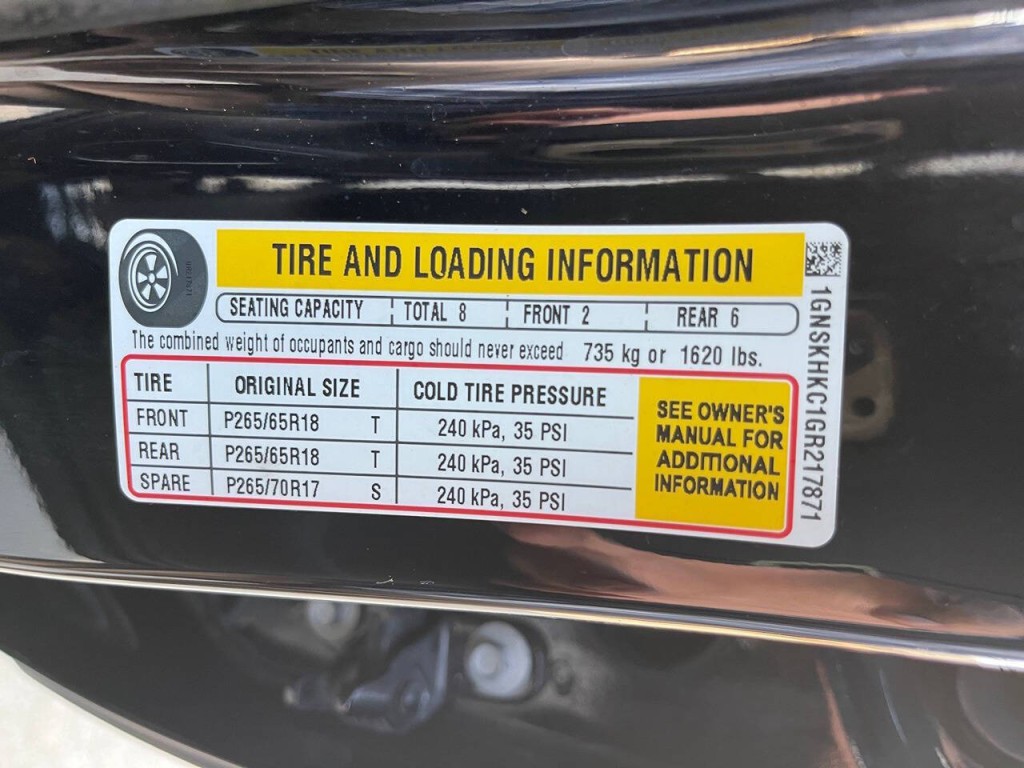 TIRE AND LOADING INFORMATION
SEATING CAPACITY TOTAL 8 FRONT 2 REAR 6
The combined weight of occupants and cargo should never exceed 735 kg or 1620 lbs.
TIRE ORIGINAL SIZE COLD TIRE PRESSURE
FRONT P265/65R18 T 240 kPa, 35 PSI
REAR P265/65R18 T 240 kPa, 35 PSI
SPARE P265/70R17 S 240 kPa, 35 PSI
SEE OWNER'S
MANUAL FOR
ADDITIONAL
INFORMATION
1GNSKHKC1GR217871